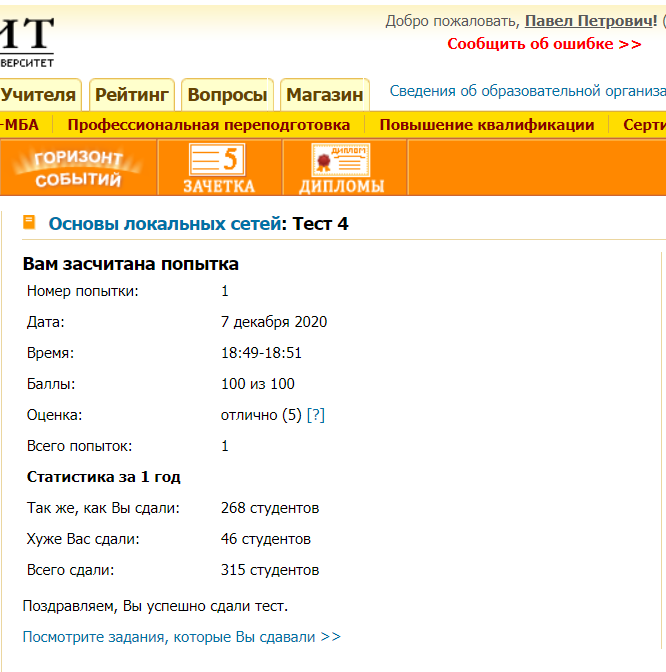 ИТ
ВЕРСИТЕТ
Добро пожаловать, Павел Петрович! (
Сообщить об ошибке >>
Учителя Рейтинг Вопросы Магазин Сведения об образовательной организа
-МБА Профессиональная переподготовка Повышение квалификации Серти
ГОРИЗОНТ СОБЫТИЙ
5 ЗАЧЕТКА
ДИПЛОМ ДИПЛОМЫ
Основы локальных сетей: Тест 4
Вам засчитана попытка
Номер попытки: 1
Дата: 7 декабря 2020
Время: 18:49-18:51
Баллы: 100 из 100
Оценка: отлично (5) [?]
Всего попыток: 1
Статистика за 1 год
Так же, как Вы сдали: 268 студентов
Хуже Вас сдали: 46 студентов
Всего сдали: 315 студентов
Поздравляем, Вы успешно сдали тест.
Посмотрите задания, которые Вы сдавали >>